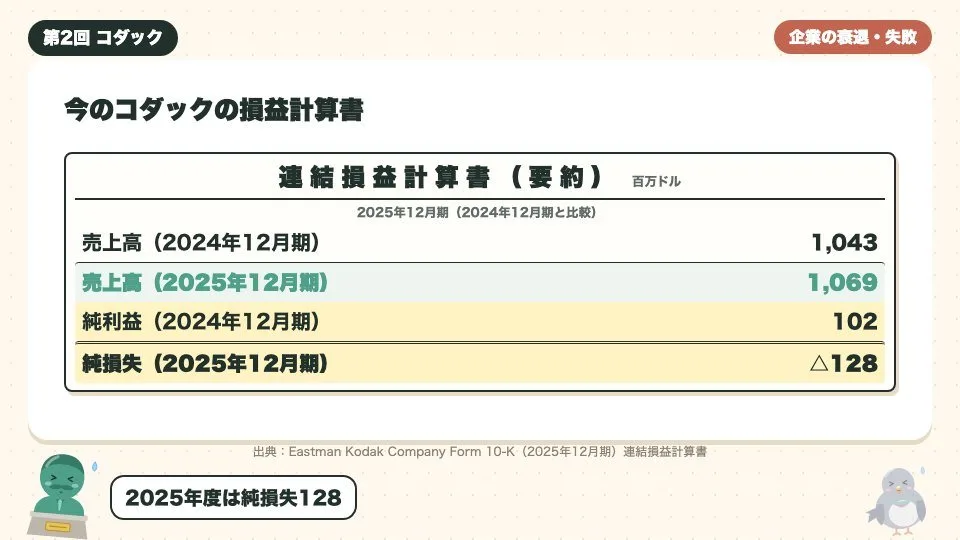 第2回 コダック
企業の衰退・失敗
今のコダックの損益計算書
連結損益計算書（要約） 百万ドル
2025年12月期（2024年12月期と比較）
売上高（2024年12月期） 1,043
売上高（2025年12月期） 1,069
純利益（2024年12月期） 102
純損失（2025年12月期） △128
出典：Eastman Kodak Company Form 10-K（2025年12月期）連結損益計算書
2025年度は純損失128